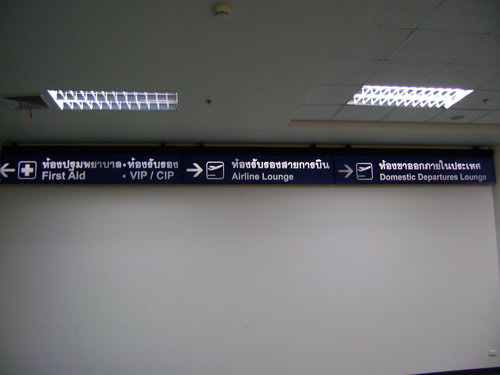 ห้องปฐมพยาบาล • ห้องรับรอง
First Aid • VIP / CIP
ห้องรับรองสายการบิน
Airline Lounge
ห้องขาออกภายในประเทศ
Domestic Departures Lounge